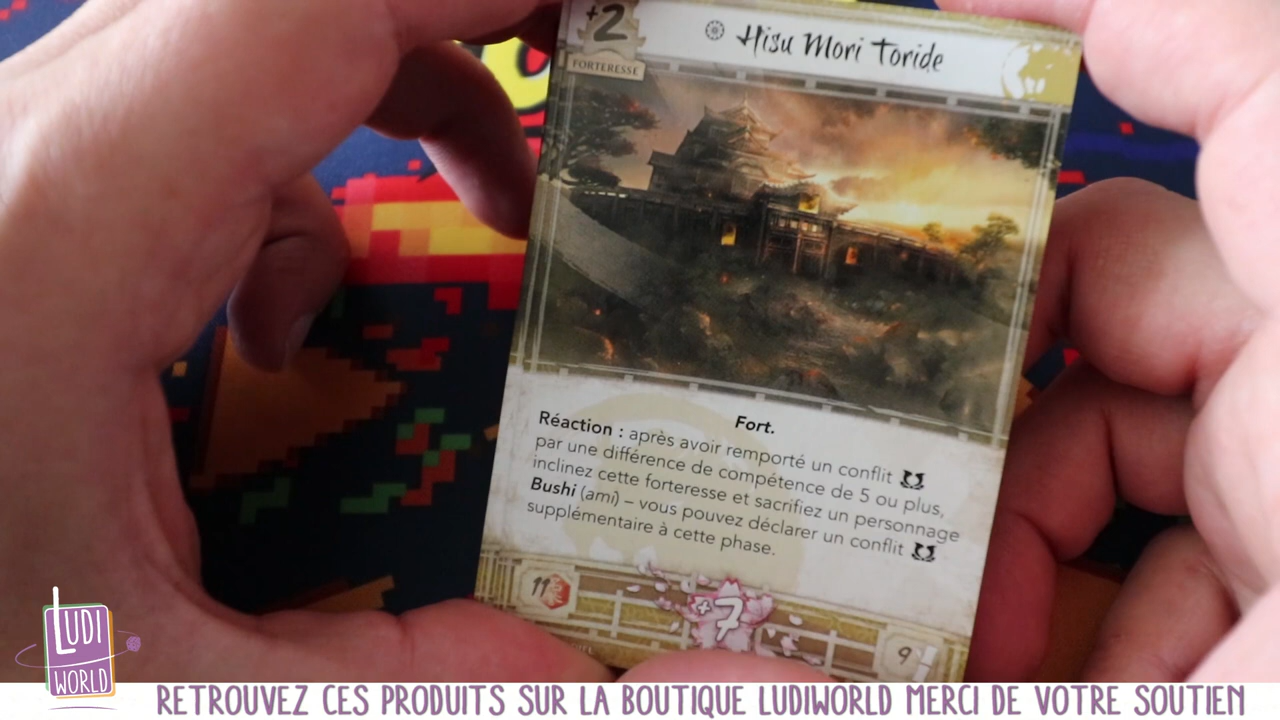 +2
FORTERESSE
Hisu Mori Toride
Fort.
Réaction : après avoir remporté un conflit
par une différence de compétence de 5 ou plus,
inclinez cette forteresse et sacrifiez un personnage
Bushi (ami) – vous pouvez déclarer un conflit
supplémentaire à cette phase.
11
+7
9
LUDI
WORLD
RETROUVEZ CES PRODUITS SUR LA BOUTIQUE LUDIWORLD MERCI DE VOTRE SOUTIEN